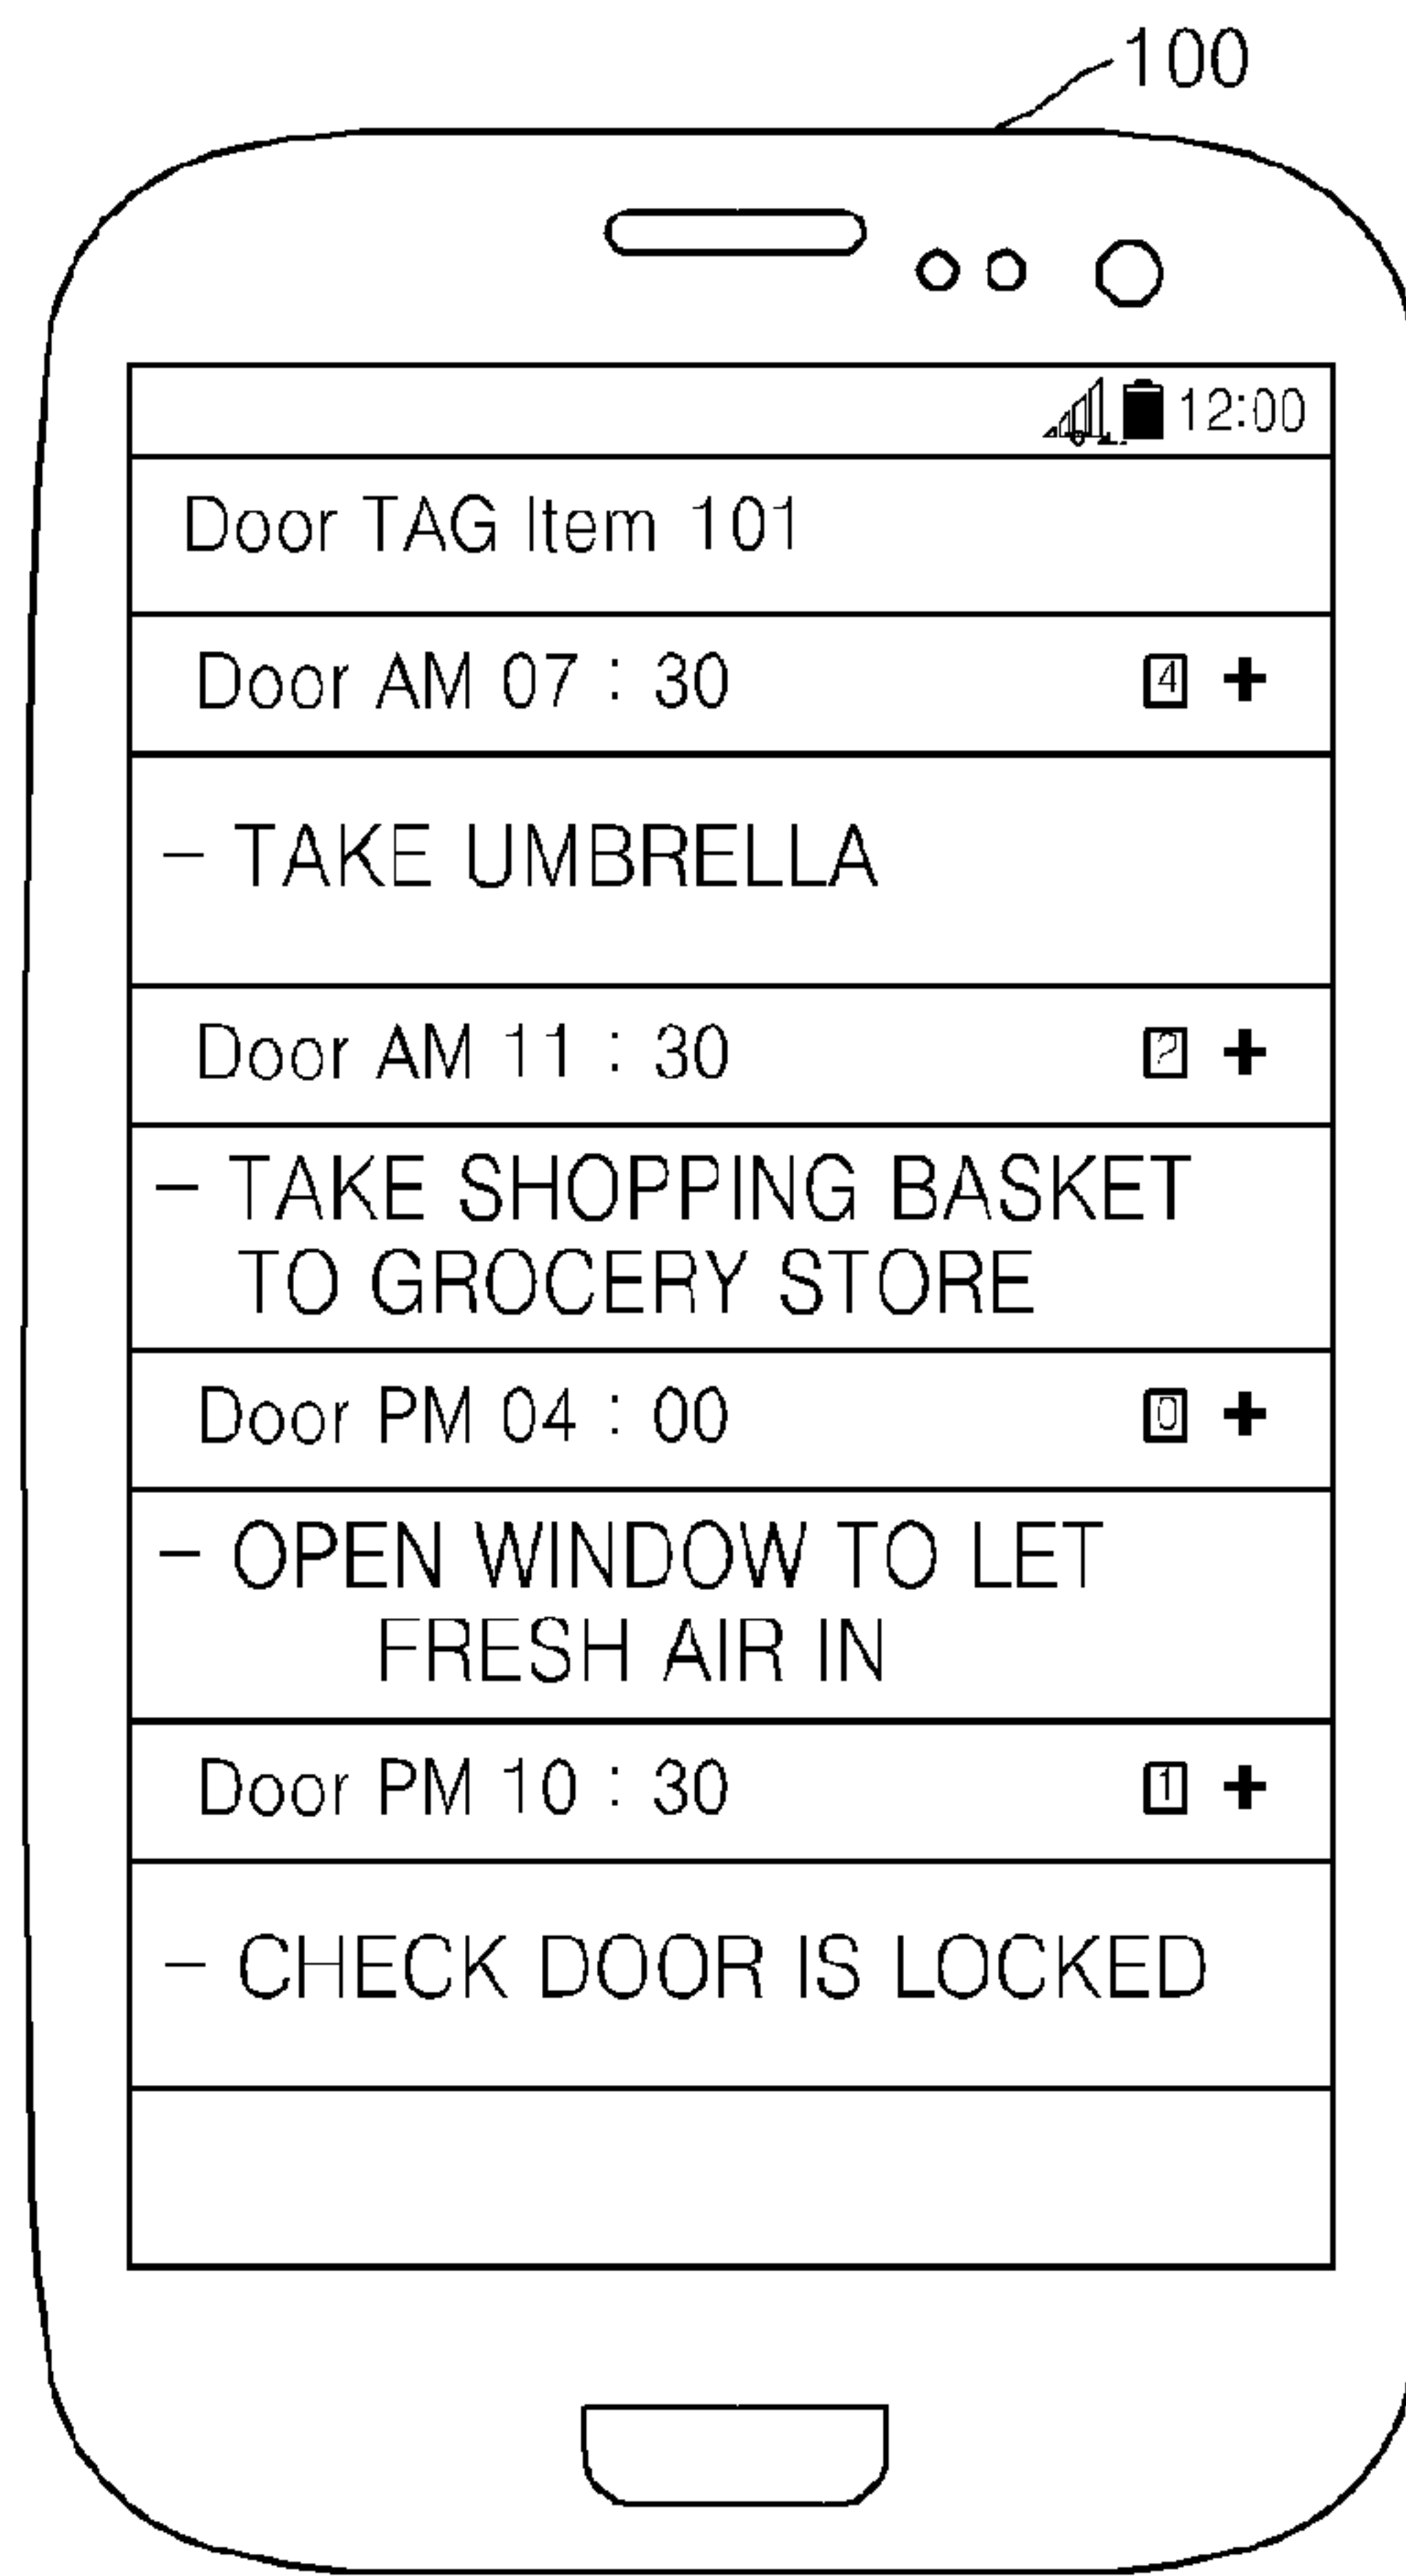 100
12:00
Door TAG Item 101
Door AM 07 : 30 4 +
- TAKE UMBRELLA
Door AM 11 : 30 2 +
- TAKE SHOPPING BASKET
TO GROCERY STORE
Door PM 04 : 00 0 +
- OPEN WINDOW TO LET
FRESH AIR IN
Door PM 10 : 30 1 +
- CHECK DOOR IS LOCKED